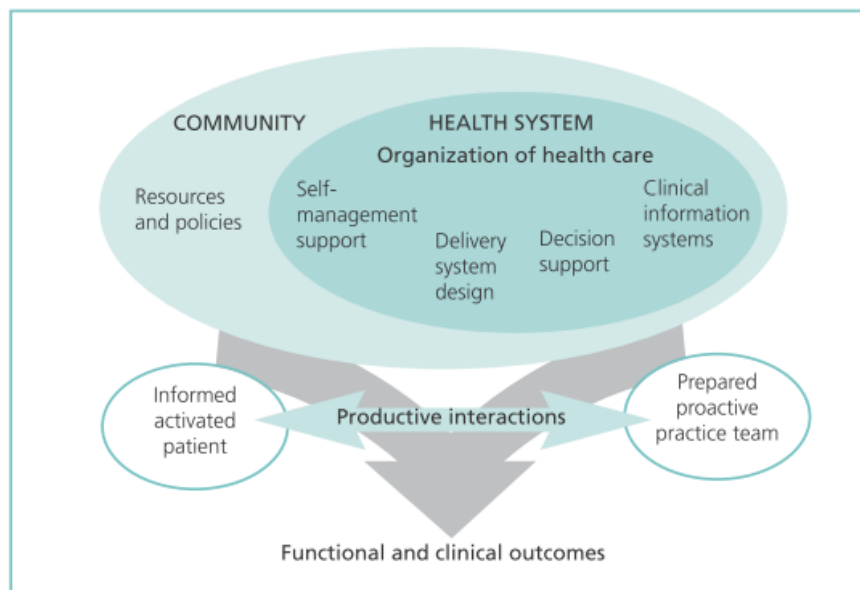 COMMUNITY
HEALTH SYSTEM
Organization of health care
Resources
and policies
Self-
management
support
Delivery
system
design
Decision
support
Clinical
information
systems
Informed
activated
patient
Productive interactions
Prepared
proactive
practice team
Functional and clinical outcomes